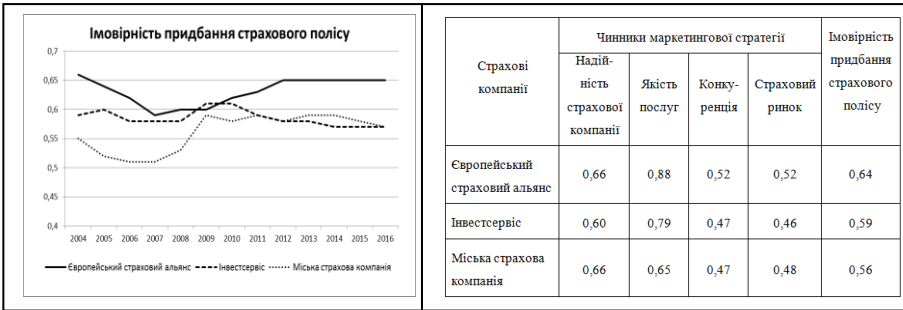 Імовірність придбання страхового полісу
0,7
0,65
0,6
0,55
0,5
0,45
0,4
2004 2005 2006 2007 2008 2009 2010 2011 2012 2013 2014 2015 2016
Європейський страховий альянс Інвестсервіс Міська страхова компанія
Страхові
компанії
Чинники маркетингової стратегії
Імовірність
придбання
страхового
полісу
Надій-
ність
страхової
компанії
Якість
послуг
Конку-
ренція
Страховий
ринок
Європейський
страховий альянс
0,66 0,88 0,52 0,52 0,64
Інвестсервіс 0,60 0,79 0,47 0,46 0,59
Міська страхова
компанія
0,66 0,65 0,47 0,48 0,56